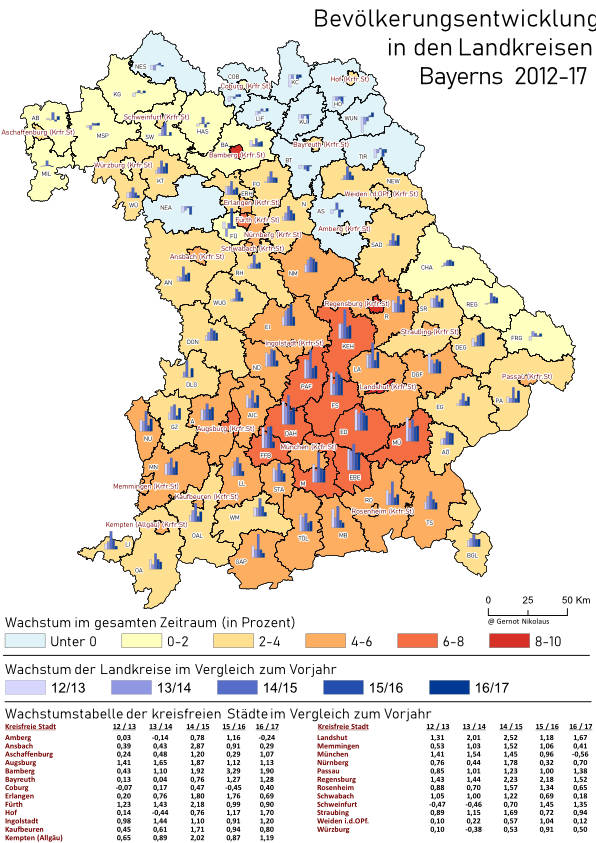 Bevölkerungsentwicklung
in den Landkreisen
Bayerns 2012-17
NES
COB
Coburg (Krfr.St)
KC
Hof (Krfr.St)
HO
KG
LIF
KU
WUN
AB
Schweinfurt (Krfr.St)
Aschaffenburg (Krfr.St)
MSP
SW
HAS
BA
Bayreuth (Krfr.St)
Bamberg (Krfr.St)
BT
TIR
MIL
Würzburg (Krfr.St)
KT
FO
NEW
Weiden i.d.OPf. (Krfr.St)
WÜ
ERH
Erlangen (Krfr.St)
NEA
Fürth (Krfr.St)
N
AS
FÜ
Nürnberg (Krfr.St)
Amberg (Krfr.St)
SAD
Schwabach (Krfr.St)
Ansbach (Krfr.St)
RH
NM
CHA
AN
WUG
Regensburg (Krfr.St)
REG
R
SR
EI
Straubing (Krfr.St)
DON
Ingolstadt (Krfr.St)
KEH
DEG
FRG
ND
LA
DLG
PAF
DGF
Passau (Krfr.St)
Landshut (Krfr.St)
PA
GZ
A
AIC
FS
EG
NU
Augsburg (Krfr.St)
DAH
ED
MÜ
AÖ
FFB
München (Krfr.St)
MN
LL
STA
M
EBE
Memmingen (Krfr.St)
Kaufbeuren (Krfr.St)
RO
WM
Rosenheim (Krfr.St)
Kempten (Allgäu) (Krfr.St)
TS
OAL
TÖL
MB
LI
OA
GAP
BGL
0 25 50 Km
@ Gernot Nikolaus
Wachstum im gesamten Zeitraum (in Prozent)
Unter 0 0-2 2-4 4-6 6-8 8-10
Wachstum der Landkreise im Vergleich zum Vorjahr
12/13 13/14 14/15 15/16 16/17
Wachstumstabelle der kreisfreien Städte im Vergleich zum Vorjahr
Kreisfreie Stadt 12 / 13 13 / 14 14 / 15 15 / 16 16 / 17
Amberg 0,03 -0,14 0,78 1,16 -0,24
Ansbach 0,39 0,43 2,87 0,91 0,29
Aschaffenburg 0,24 0,48 1,20 0,29 1,07
Augsburg 1,41 1,65 1,87 1,12 1,13
Bamberg 0,43 1,10 1,92 3,29 1,90
Bayreuth 0,13 0,04 0,76 1,27 1,28
Coburg -0,07 0,17 0,47 -0,45 0,40
Erlangen 0,20 0,76 1,80 1,76 0,69
Fürth 1,23 1,43 2,18 0,99 0,90
Hof 0,14 -0,44 0,76 1,17 1,70
Ingolstadt 0,98 1,44 1,10 0,91 1,20
Kaufbeuren 0,45 0,61 1,71 0,94 0,80
Kempten (Allgäu) 0,65 0,89 2,02 0,87 1,19
Kreisfreie Stadt 12 / 13 13 / 14 14 / 15 15 / 16 16 / 17
Landshut 1,31 2,01 2,52 1,18 1,67
Memmingen 0,53 1,03 1,52 1,06 0,41
München 1,41 1,54 1,45 0,96 -0,56
Nürnberg 0,76 0,44 1,78 0,32 0,70
Passau 0,85 1,01 1,23 1,00 1,38
Regensburg 1,43 1,44 2,23 2,18 1,52
Rosenheim 0,88 0,70 1,57 1,34 0,65
Schwabach 1,05 1,00 1,22 0,69 0,18
Schweinfurt -0,47 -0,46 0,70 1,45 1,35
Straubing 0,89 1,15 1,69 0,72 0,94
Weiden i.d.OPf. 0,10 0,22 0,57 1,04 0,12
Würzburg 0,10 -0,38 0,53 0,91 0,50